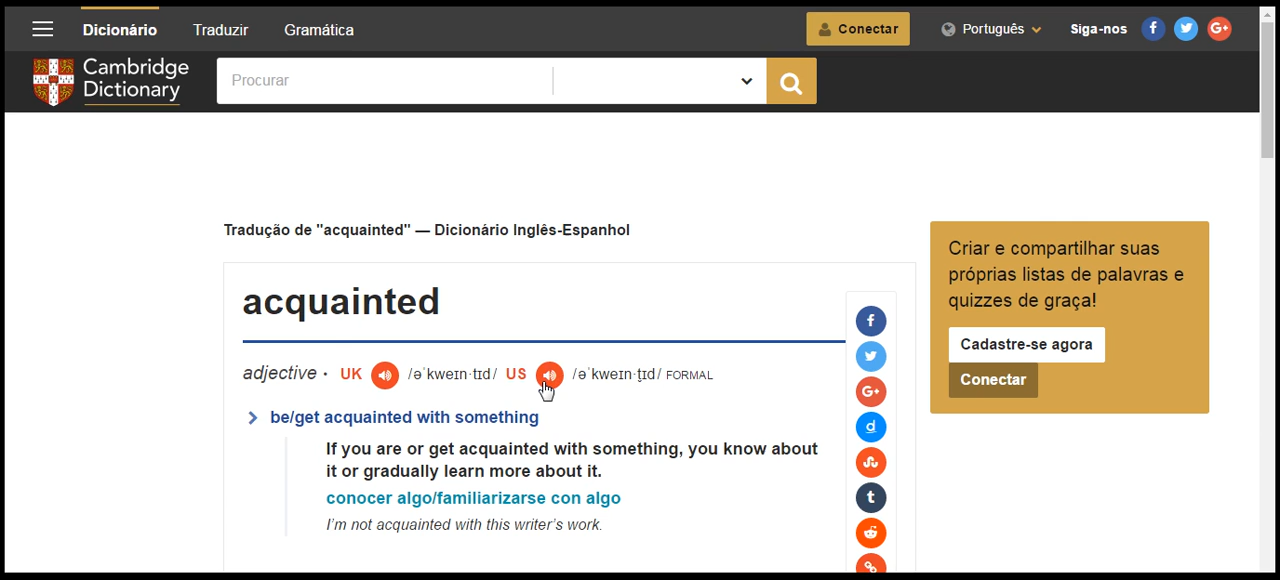 Dicionário Traduzir Gramática Conectar Português Siga-nos
Cambridge
Dictionary
Procurar
Tradução de "acquainted" — Dicionário Inglês-Espanhol
acquainted
adjective · UK /əˈkweɪn·tɪd/ US /əˈkweɪn·t̬ɪd/ FORMAL
be/get acquainted with something
If you are or get acquainted with something, you know about
it or gradually learn more about it.
conocer algo/familiarizarse con algo
I'm not acquainted with this writer's work.
Criar e compartilhar suas
próprias listas de palavras e
quizzes de graça!
Cadastre-se agora
Conectar